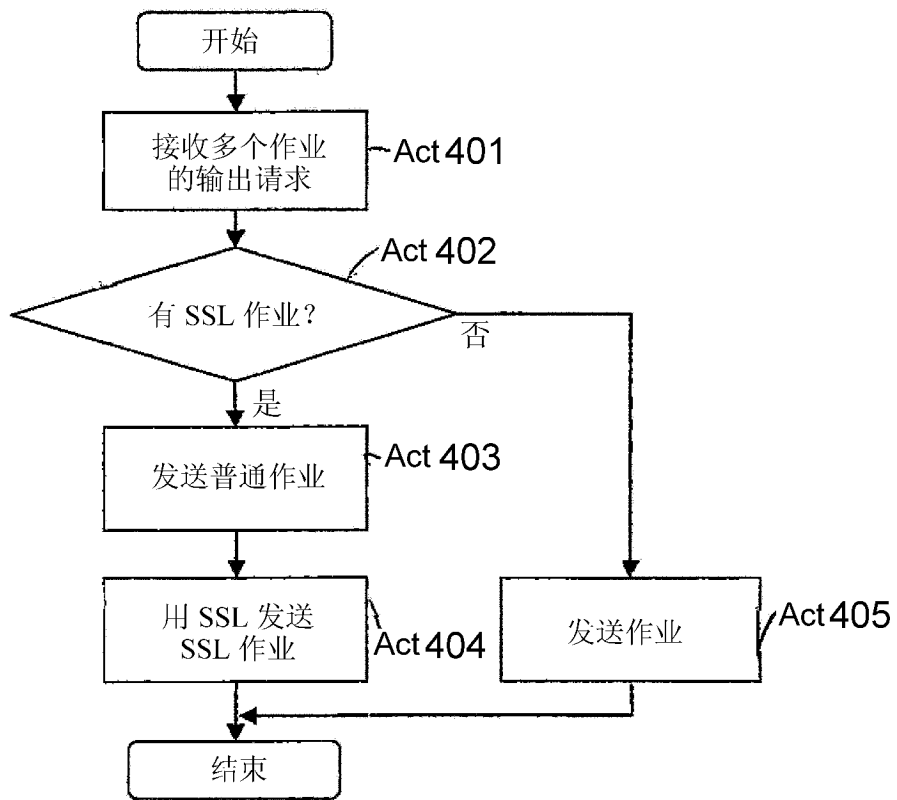 开始
接收多个作业
的输出请求
Act 401
Act 402
有 SSL 作业?
否
是
发送普通作业
Act 403
用 SSL 发送
SSL 作业
Act 404
发送作业
Act 405
结束